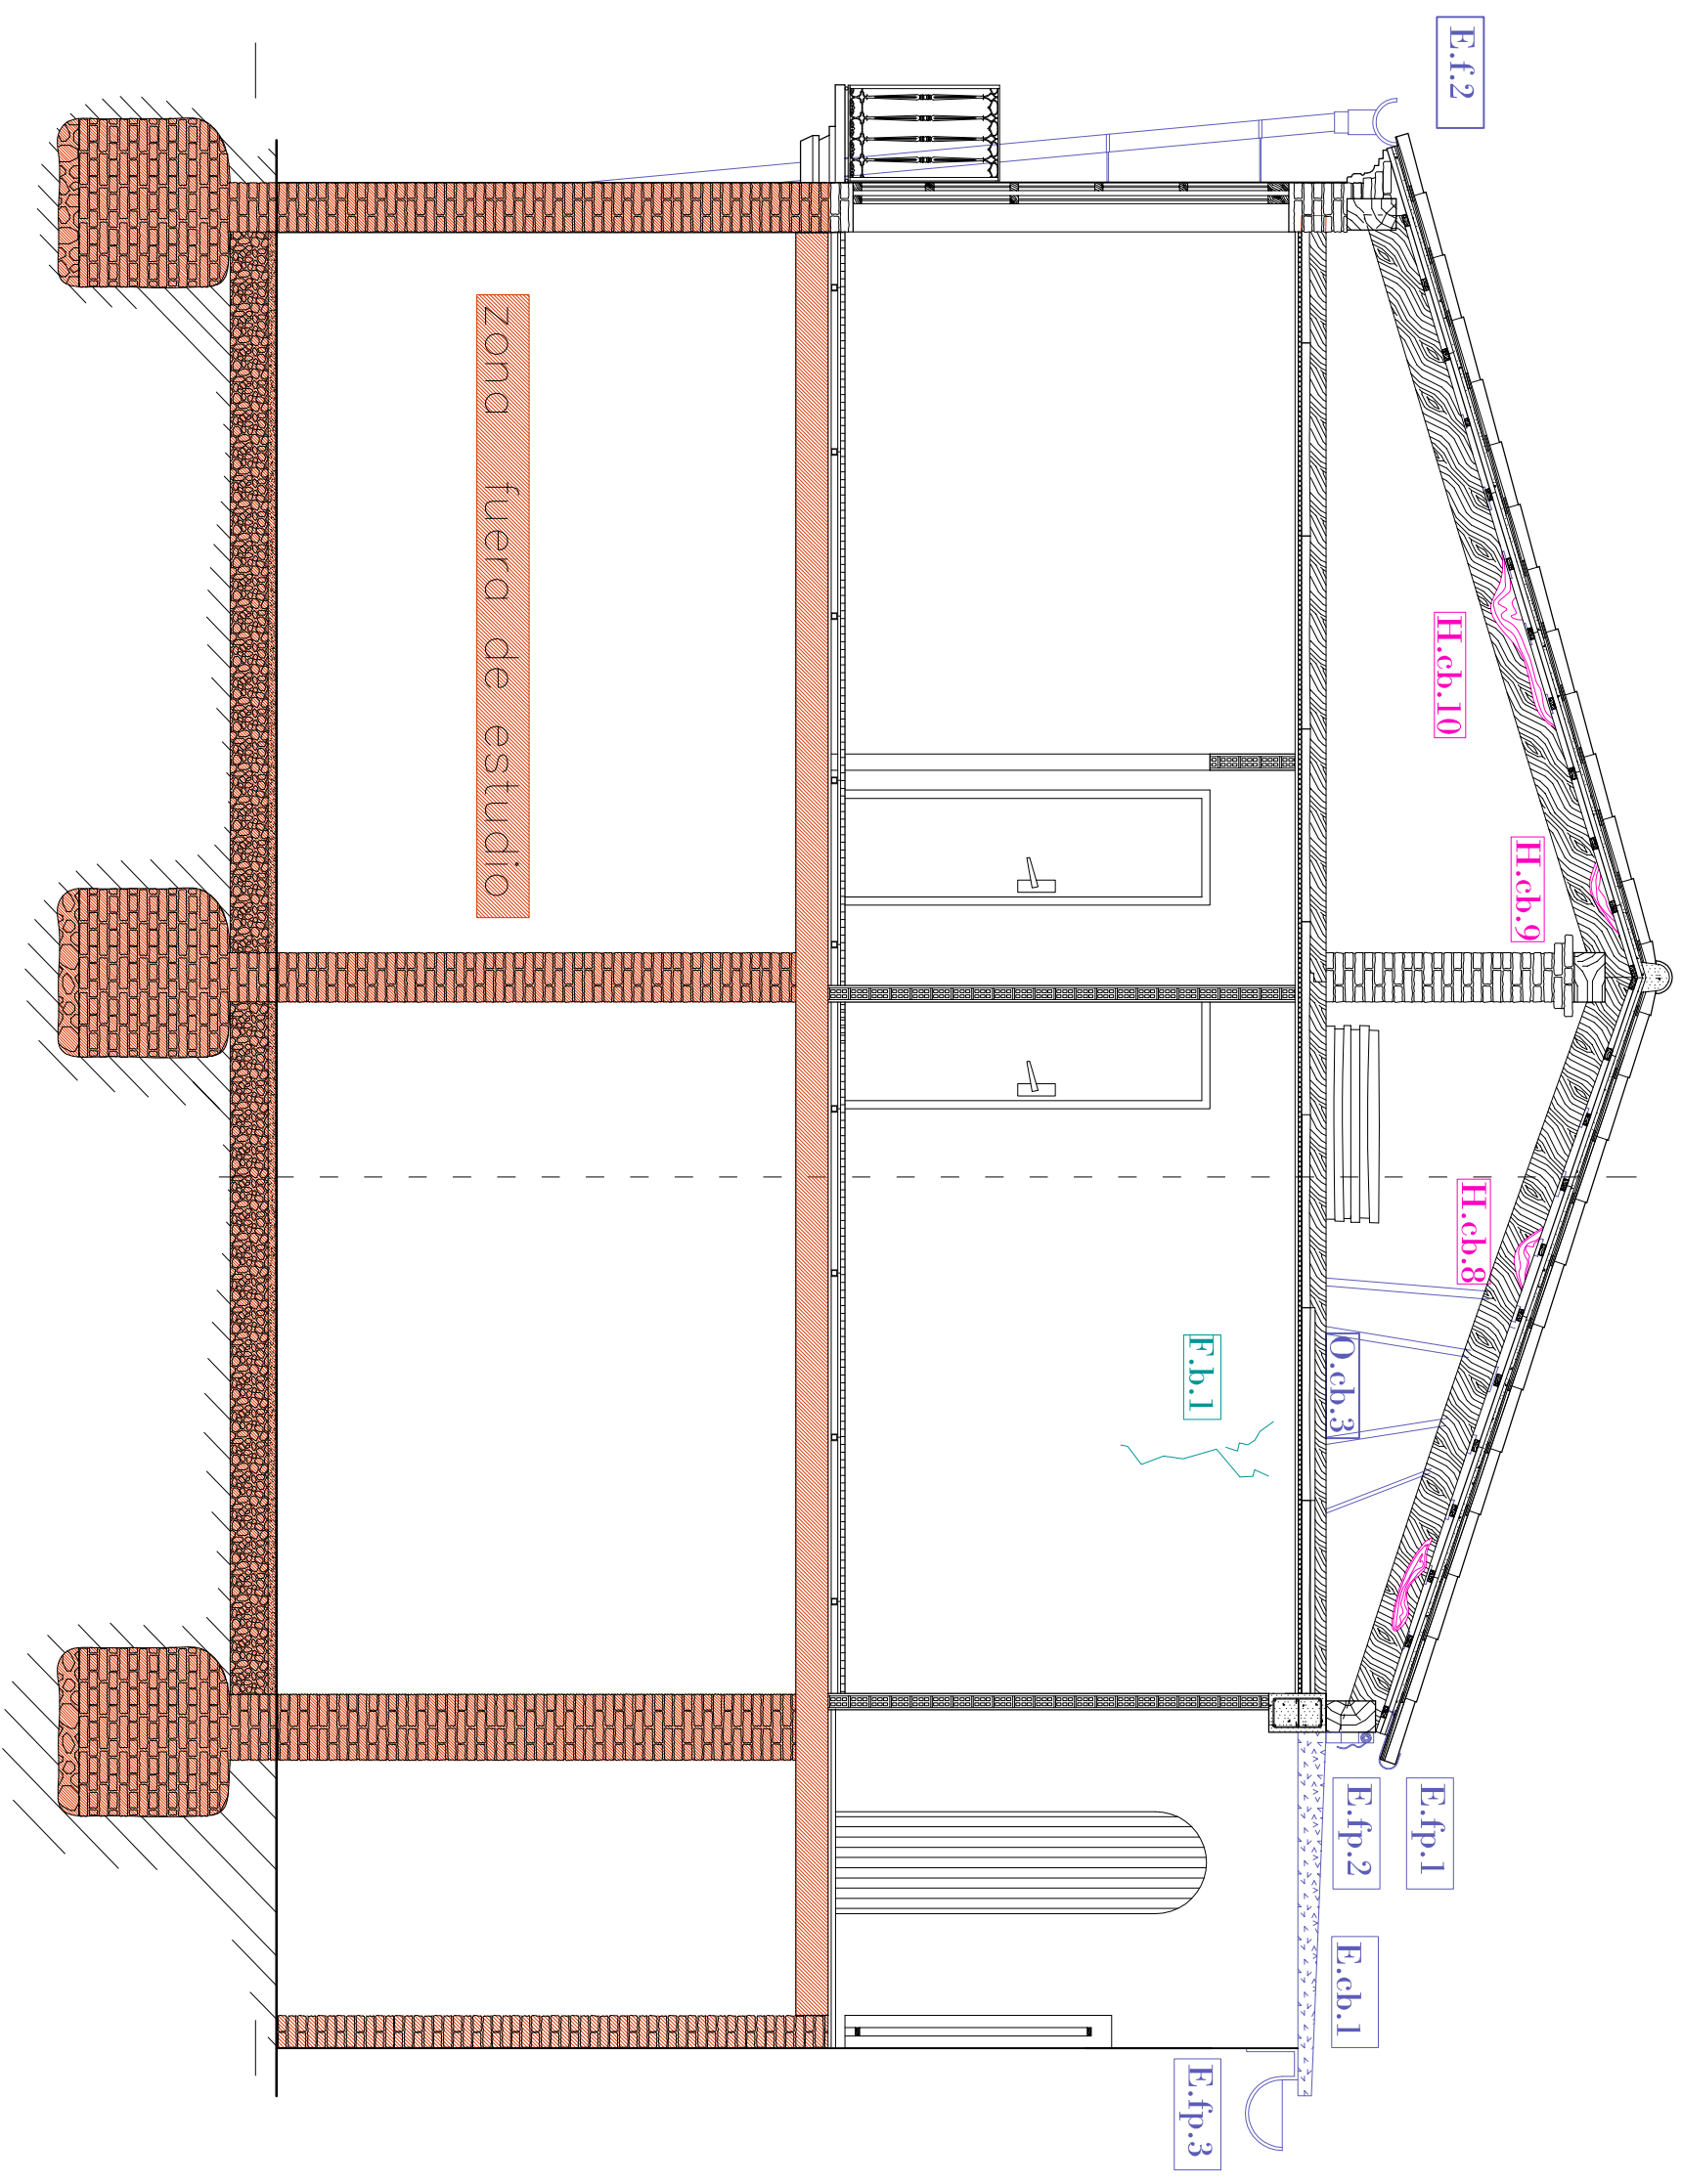 E.f.2
H.cb.10
H.cb.9
H.cb.8
O.cb.3
F.b.1
E.fp.1
E.fp.2
E.cb.1
E.fp.3
zona fuera de estudio